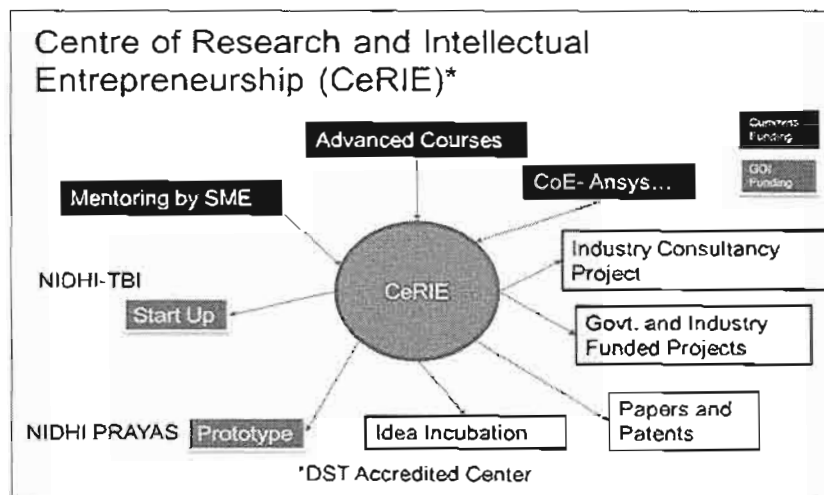 Centre of Research and Intellectual
Entrepreneurship (CeRIE)*
Advanced Courses
Cummins
Funding
GOI
Funding
Mentoring by SME
CoE- Ansys...
Industry Consultancy
Project
NIDHI-TBI
CeRIE
Start Up
Govt. and Industry
Funded Projects
NIDHI PRAYAS
Prototype
Idea Incubation
Papers and
Patents
*DST Accredited Center